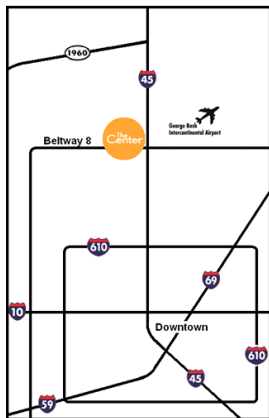 1960
45
The
Center
George Bush
Intercontinental Airport
Beltway 8
610
69
10
Downtown
610
45
59